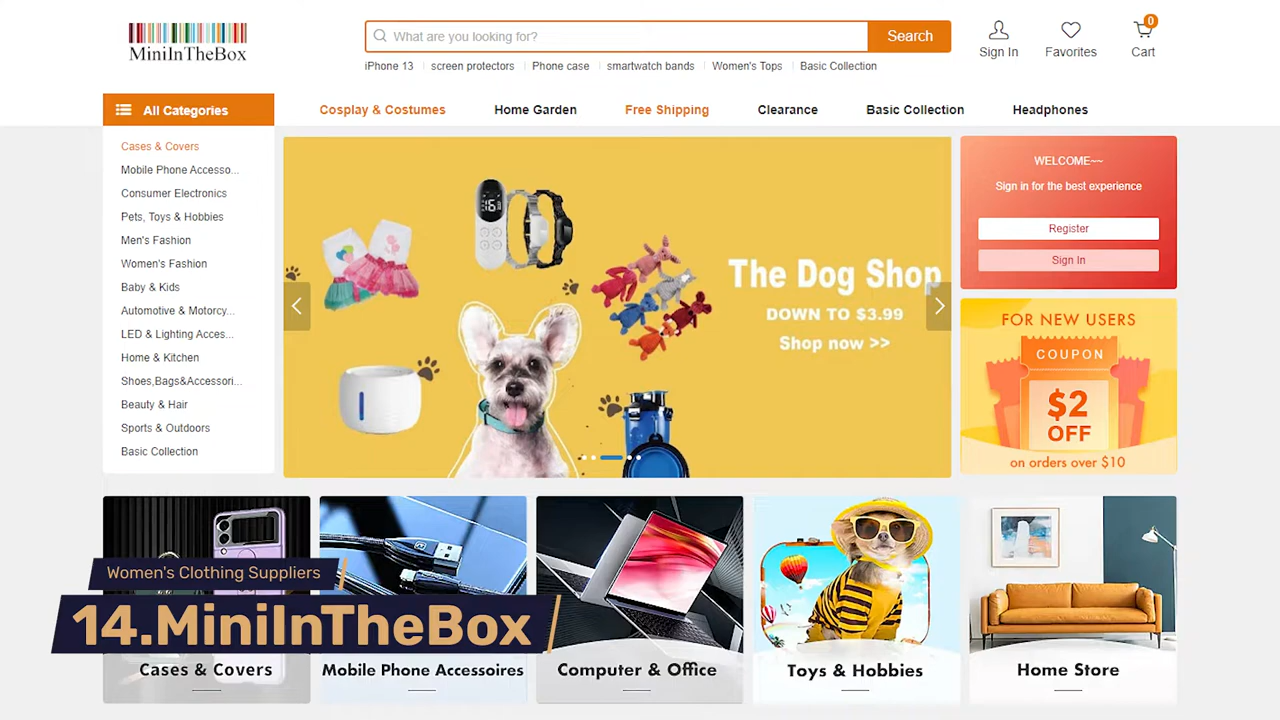 MiniInTheBox
What are you looking for?
Search
Sign In
Favorites
0
Cart
iPhone 13
screen protectors
Phone case
smartwatch bands
Women's Tops
Basic Collection
All Categories
Cosplay & Costumes
Home Garden
Free Shipping
Clearance
Basic Collection
Headphones
Cases & Covers
Mobile Phone Accesso...
Consumer Electronics
Pets, Toys & Hobbies
Men's Fashion
Women's Fashion
Baby & Kids
Automotive & Motorcy...
LED & Lighting Acces...
Home & Kitchen
Shoes,Bags&Accessori...
Beauty & Hair
Sports & Outdoors
Basic Collection
16
The Dog Shop
DOWN TO $3.99
Shop now >>
WELCOME~~
Sign in for the best experience
Register
Sign In
FOR NEW USERS
COUPON
$2
OFF
on orders over $10
Women's Clothing Suppliers
14.MiniInTheBox
Cases & Covers
Mobile Phone Accessoires
Computer & Office
Toys & Hobbies
Home Store